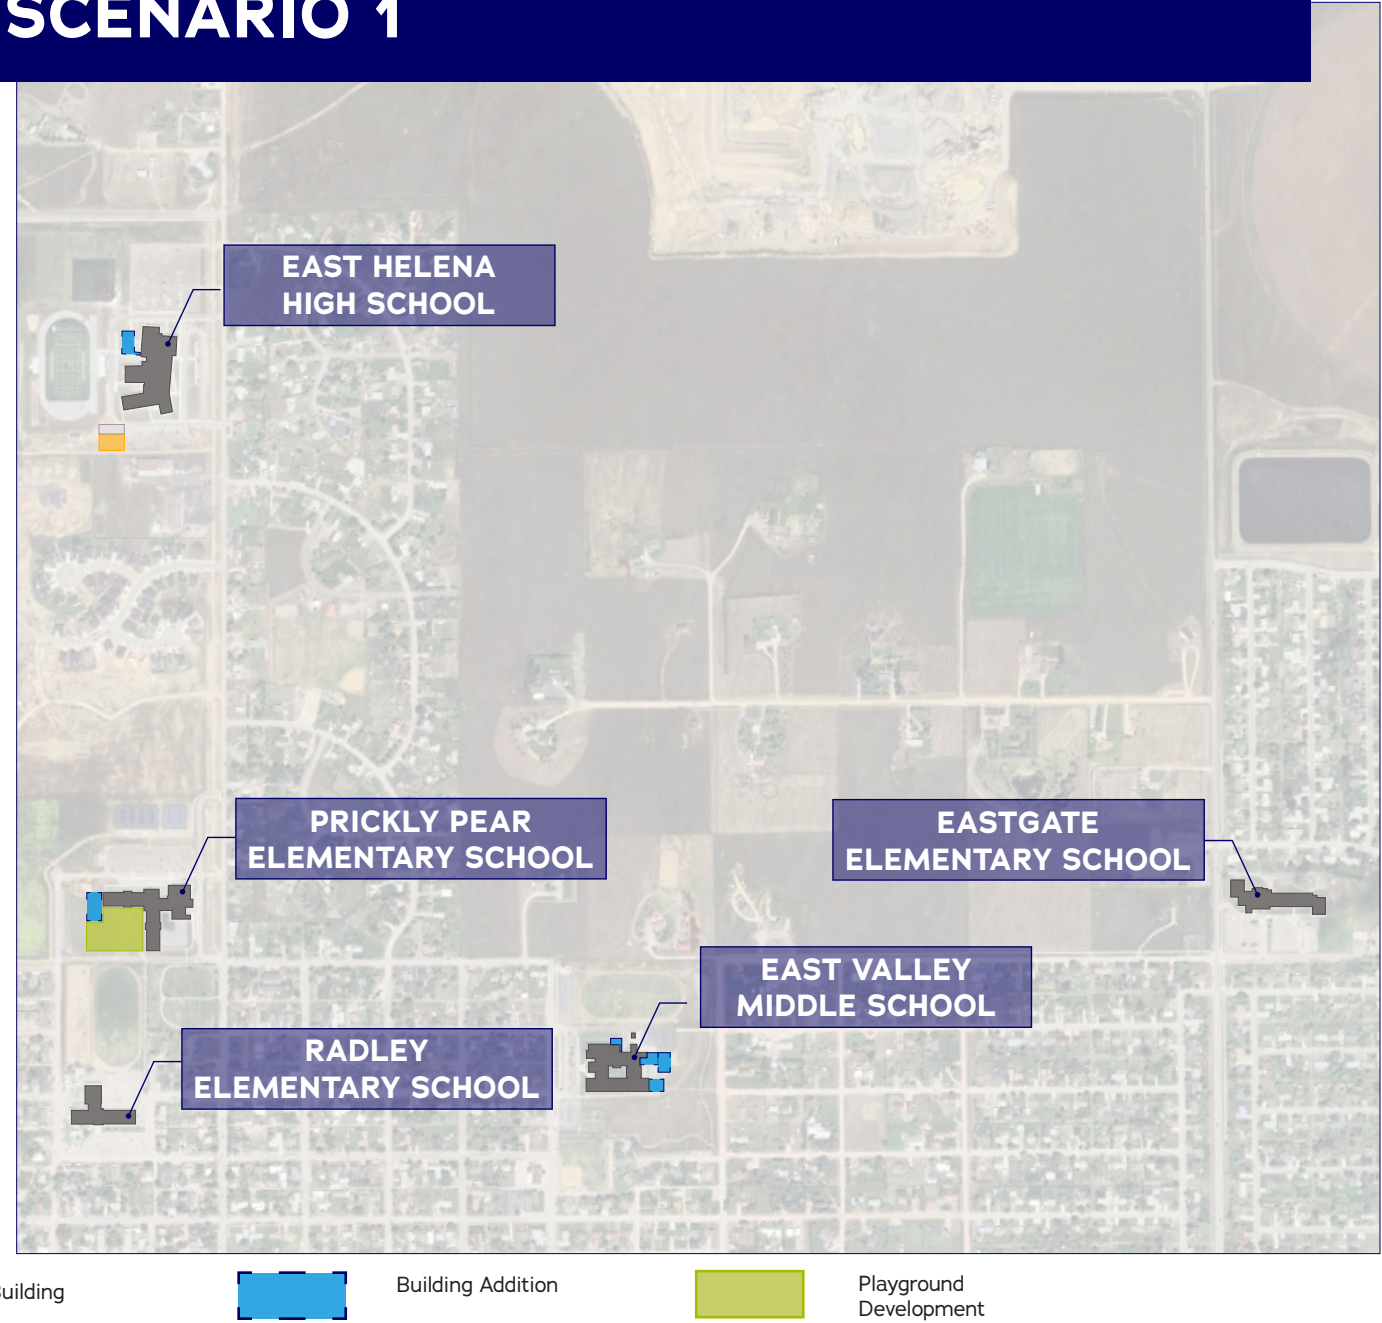 SCENARIO 1
EAST HELENA
HIGH SCHOOL
PRICKLY PEAR
ELEMENTARY SCHOOL
EASTGATE
ELEMENTARY SCHOOL
EAST VALLEY
MIDDLE SCHOOL
RADLEY
ELEMENTARY SCHOOL
uilding
Building Addition
Playground
Development